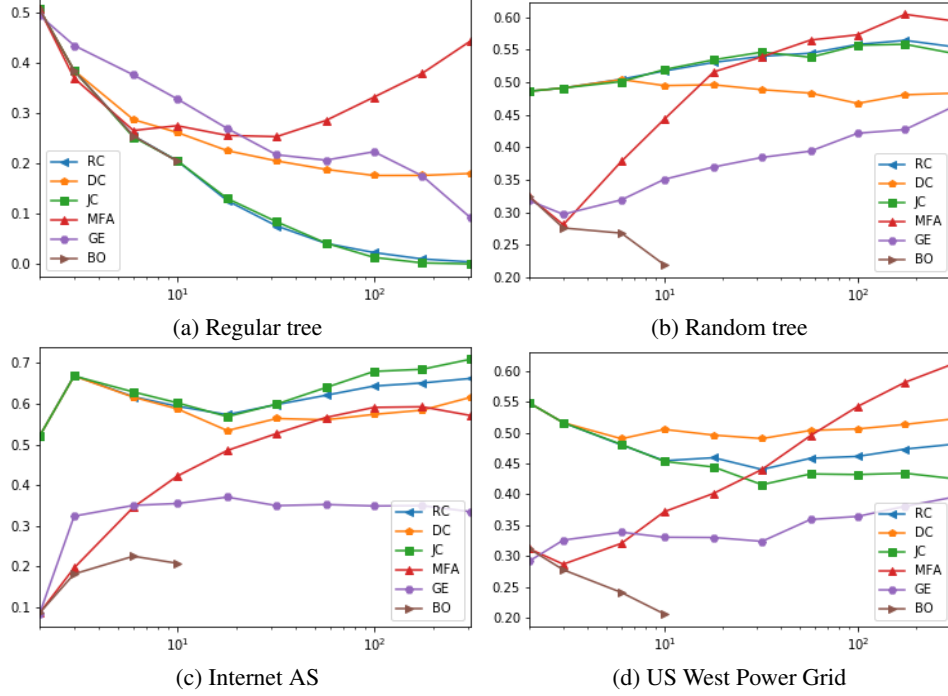 0.5
0.4
0.3
0.2
0.1
0.0
RC
DC
JC
MFA
GE
BO
10¹
10²
(a) Regular tree
0.60
0.55
0.50
0.45
0.40
0.35
0.30
0.25
0.20
RC
DC
JC
MFA
GE
BO
10¹
10²
(b) Random tree
0.7
0.6
0.5
0.4
0.3
0.2
0.1
RC
DC
JC
MFA
GE
BO
10¹
10²
(c) Internet AS
0.60
0.55
0.50
0.45
0.40
0.35
0.30
0.25
0.20
RC
DC
JC
MFA
GE
BO
10¹
10²
(d) US West Power Grid